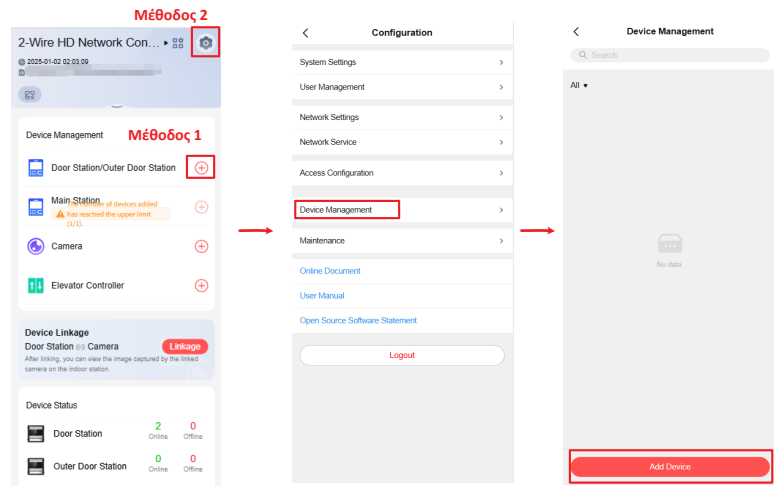 Μέθοδος 2
2-Wire HD Network Con...
2025-01-02 02:03:09
Device Management
Μέθοδος 1
Door Station/Outer Door Station
Main Station
The number of devices added
has reached the upper limit
(1/1).
Camera
Elevator Controller
Device Linkage
Door Station Camera
Linkage
After linking, you can view the image captured by the linked
camera on the indoor station.
Device Status
Door Station
2
Online
0
Offline
Outer Door Station
0
Online
0
Offline
Configuration
System Settings
User Management
Network Settings
Network Service
Access Configuration
Device Management
Maintenance
Online Document
User Manual
Open Source Software Statement
Logout
Device Management
Search
All
No data.
Add Device